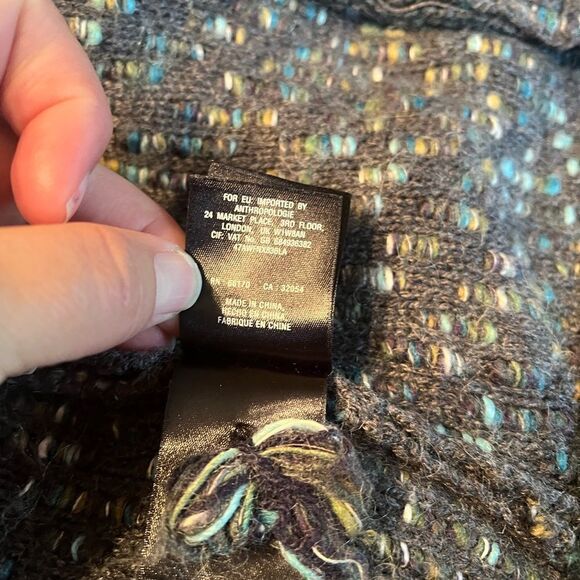 FOR EU: IMPORTED BY
ANTHROPOLOGIE
24 MARKET PLACE, 3RD FLOOR,
LONDON, UK W1W8AN
CIF: VAT No. GB 684936382
RN: 66170 CA: 32054
MADE IN CHINA,
HECHO EN CHINA
FABRIQUÉ EN CHINE